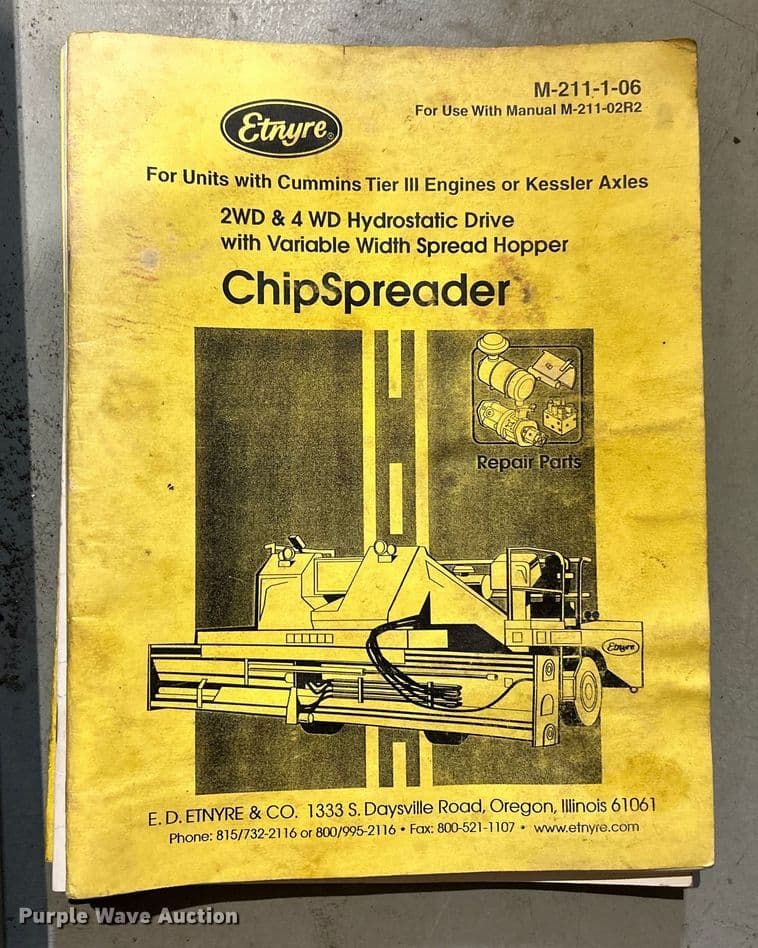 M-211-1-06
For Use With Manual M-211-02R2
Etnyre®
For Units with Cummins Tier III Engines or Kessler Axles
2WD & 4 WD Hydrostatic Drive
with Variable Width Spread Hopper
ChipSpreader
Repair Parts
Etnyre
E. D. ETNYRE & CO. 1333 S. Daysville Road, Oregon, Illinois 61061
Phone: 815/732-2116 or 800/995-2116 • Fax: 800-521-1107 • www.etnyre.com
Purple Wave Auction